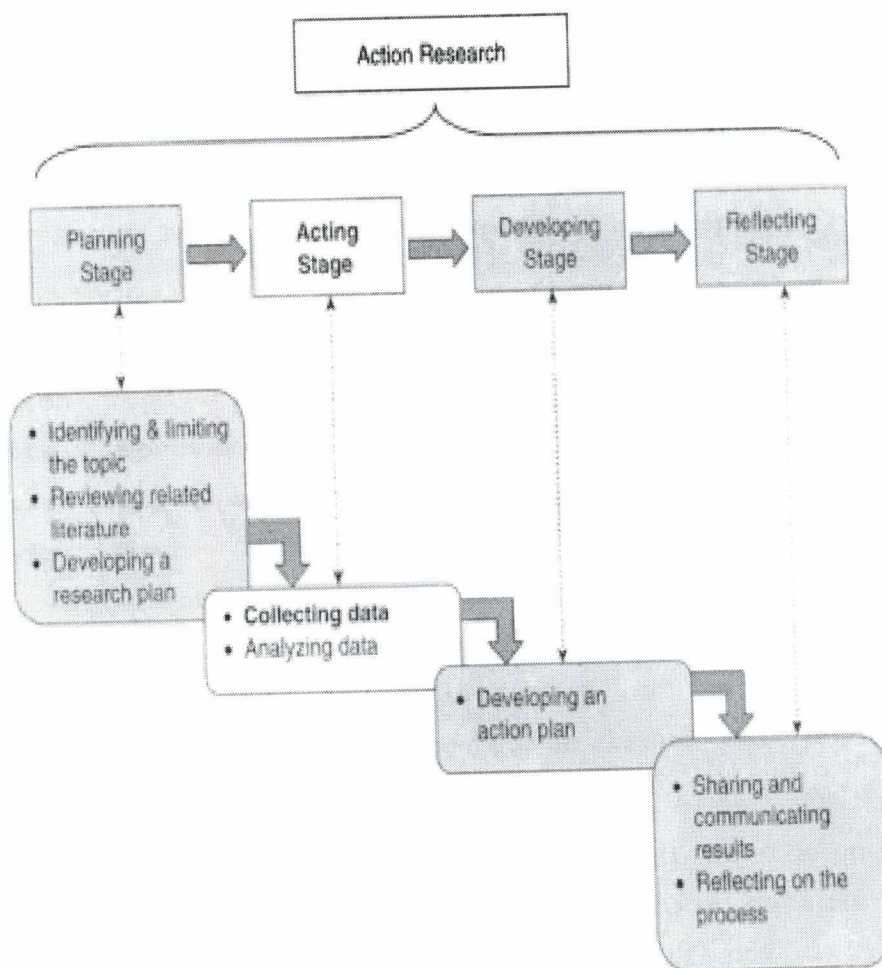 Action Research
Planning
Stage
Acting
Stage
Developing
Stage
Reflecting
Stage
• Identifying & limiting
the topic
• Reviewing related
literature
• Developing a
research plan
• Collecting data
• Analyzing data
• Developing an
action plan
• Sharing and
communicating
results
• Reflecting on the
process